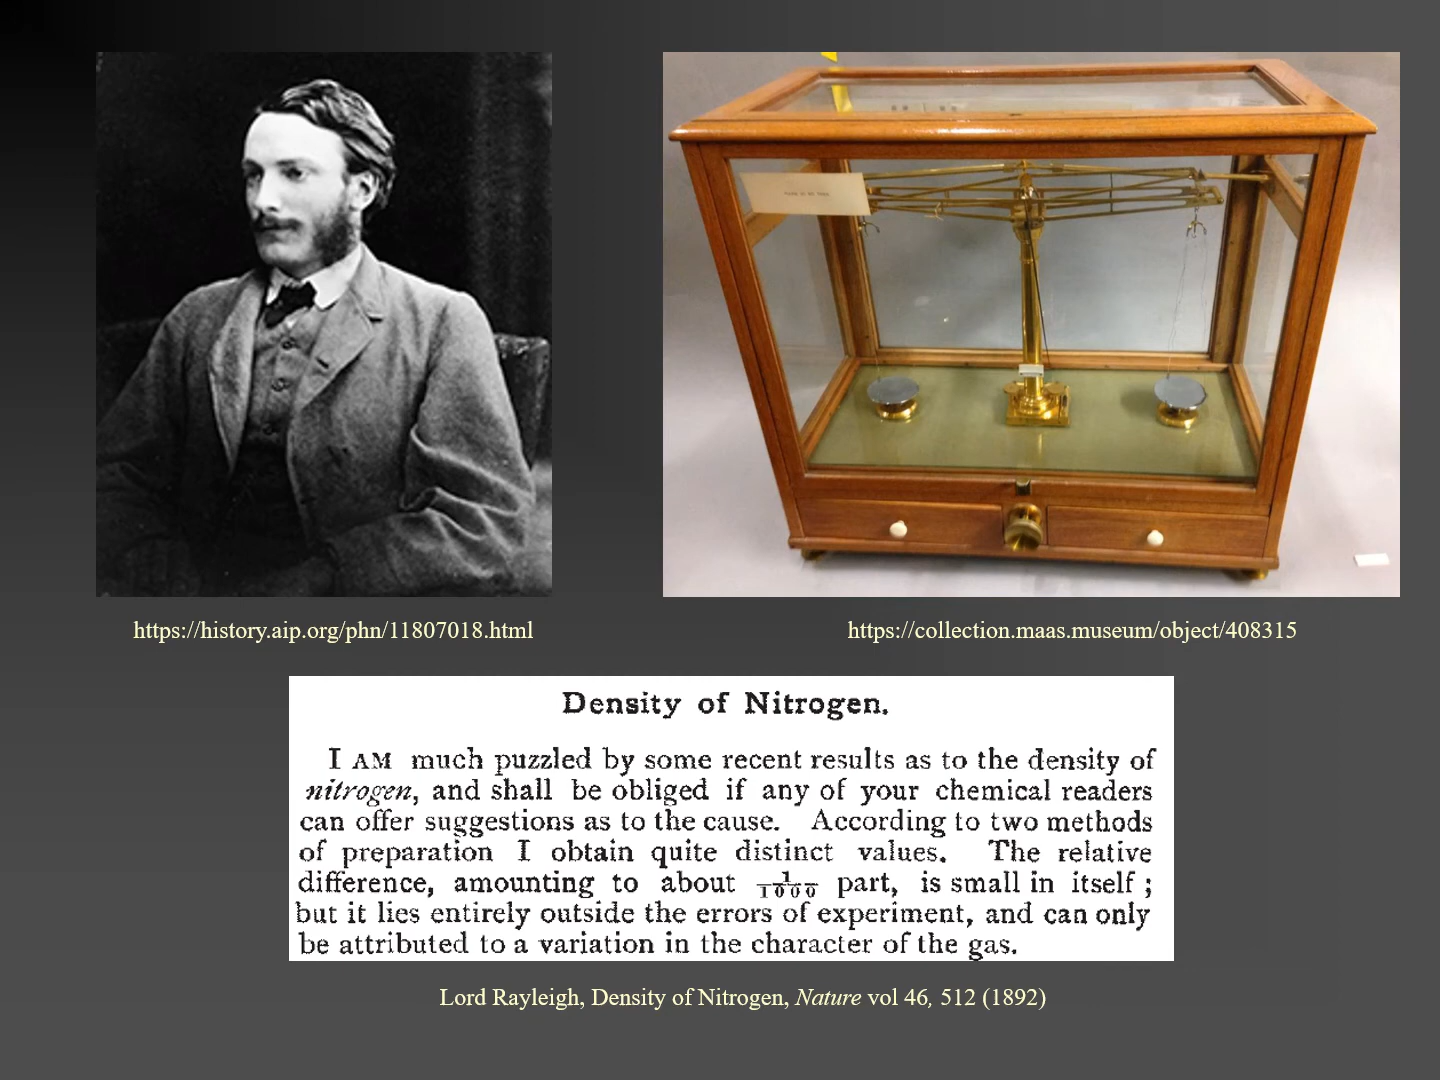 https://history.aip.org/phn/11807018.html
https://collection.maas.museum/object/408315
Density of Nitrogen.
I AM much puzzled by some recent results as to the density of
nitrogen, and shall be obliged if any of your chemical readers
can offer suggestions as to the cause. According to two methods
of preparation I obtain quite distinct values. The relative
difference, amounting to about 1/1000 part, is small in itself;
but it lies entirely outside the errors of experiment, and can only
be attributed to a variation in the character of the gas.
Lord Rayleigh, Density of Nitrogen, Nature vol 46, 512 (1892)